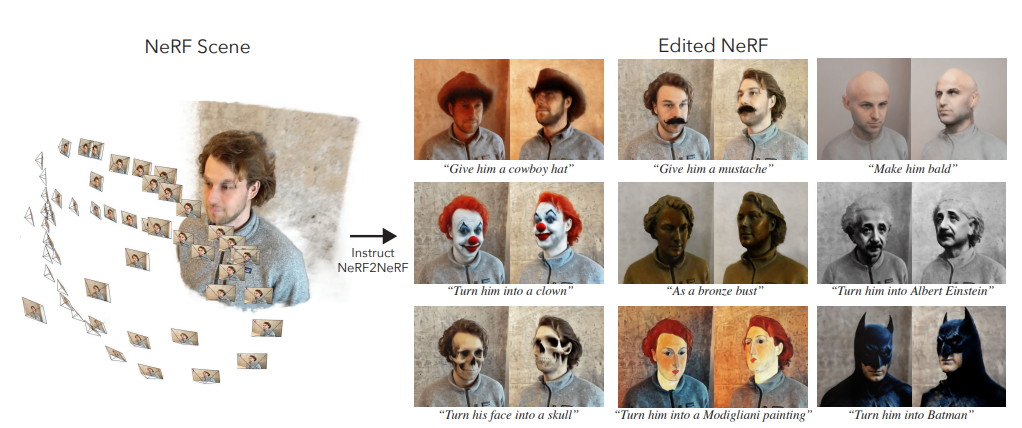 NeRF Scene
Edited NeRF
Instruct
NeRF2NeRF
“Give him a cowboy hat”
“Give him a mustache”
“Make him bald”
“Turn him into a clown”
“As a bronze bust”
“Turn him into Albert Einstein”
“Turn his face into a skull”
“Turn him into a Modigliani painting”
“Turn him into Batman”